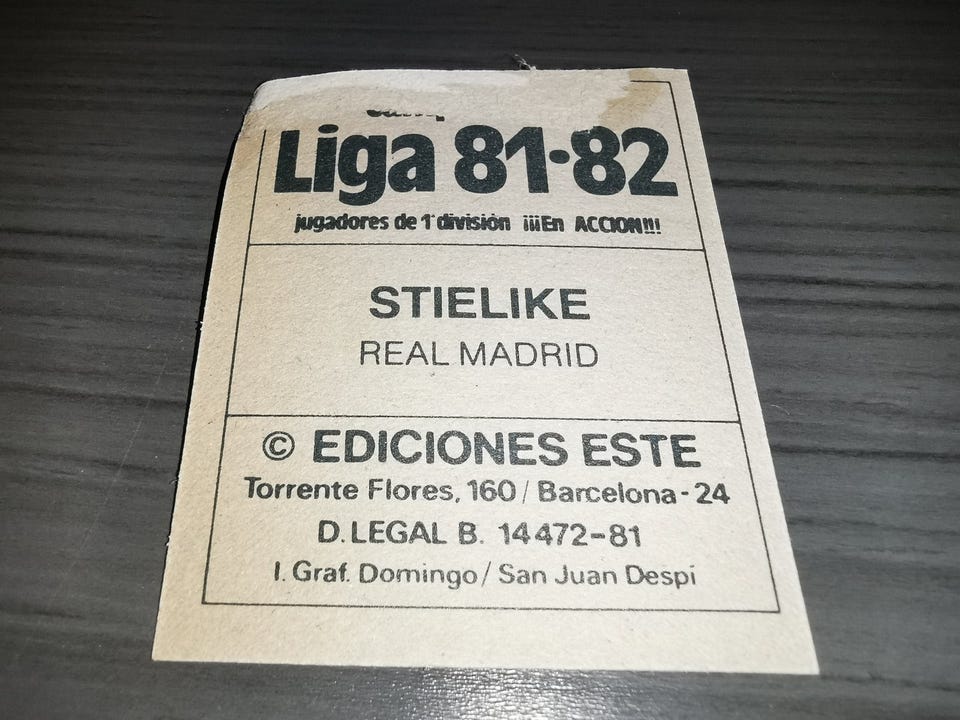 Liga 81-82
jugadores de 1ª división ¡¡¡En ACCION!!!
STIELIKE
REAL MADRID
© EDICIONES ESTE
Torrente Flores, 160 / Barcelona - 24
D. LEGAL B. 14472-81
I. Graf. Domingo / San Juan Despí